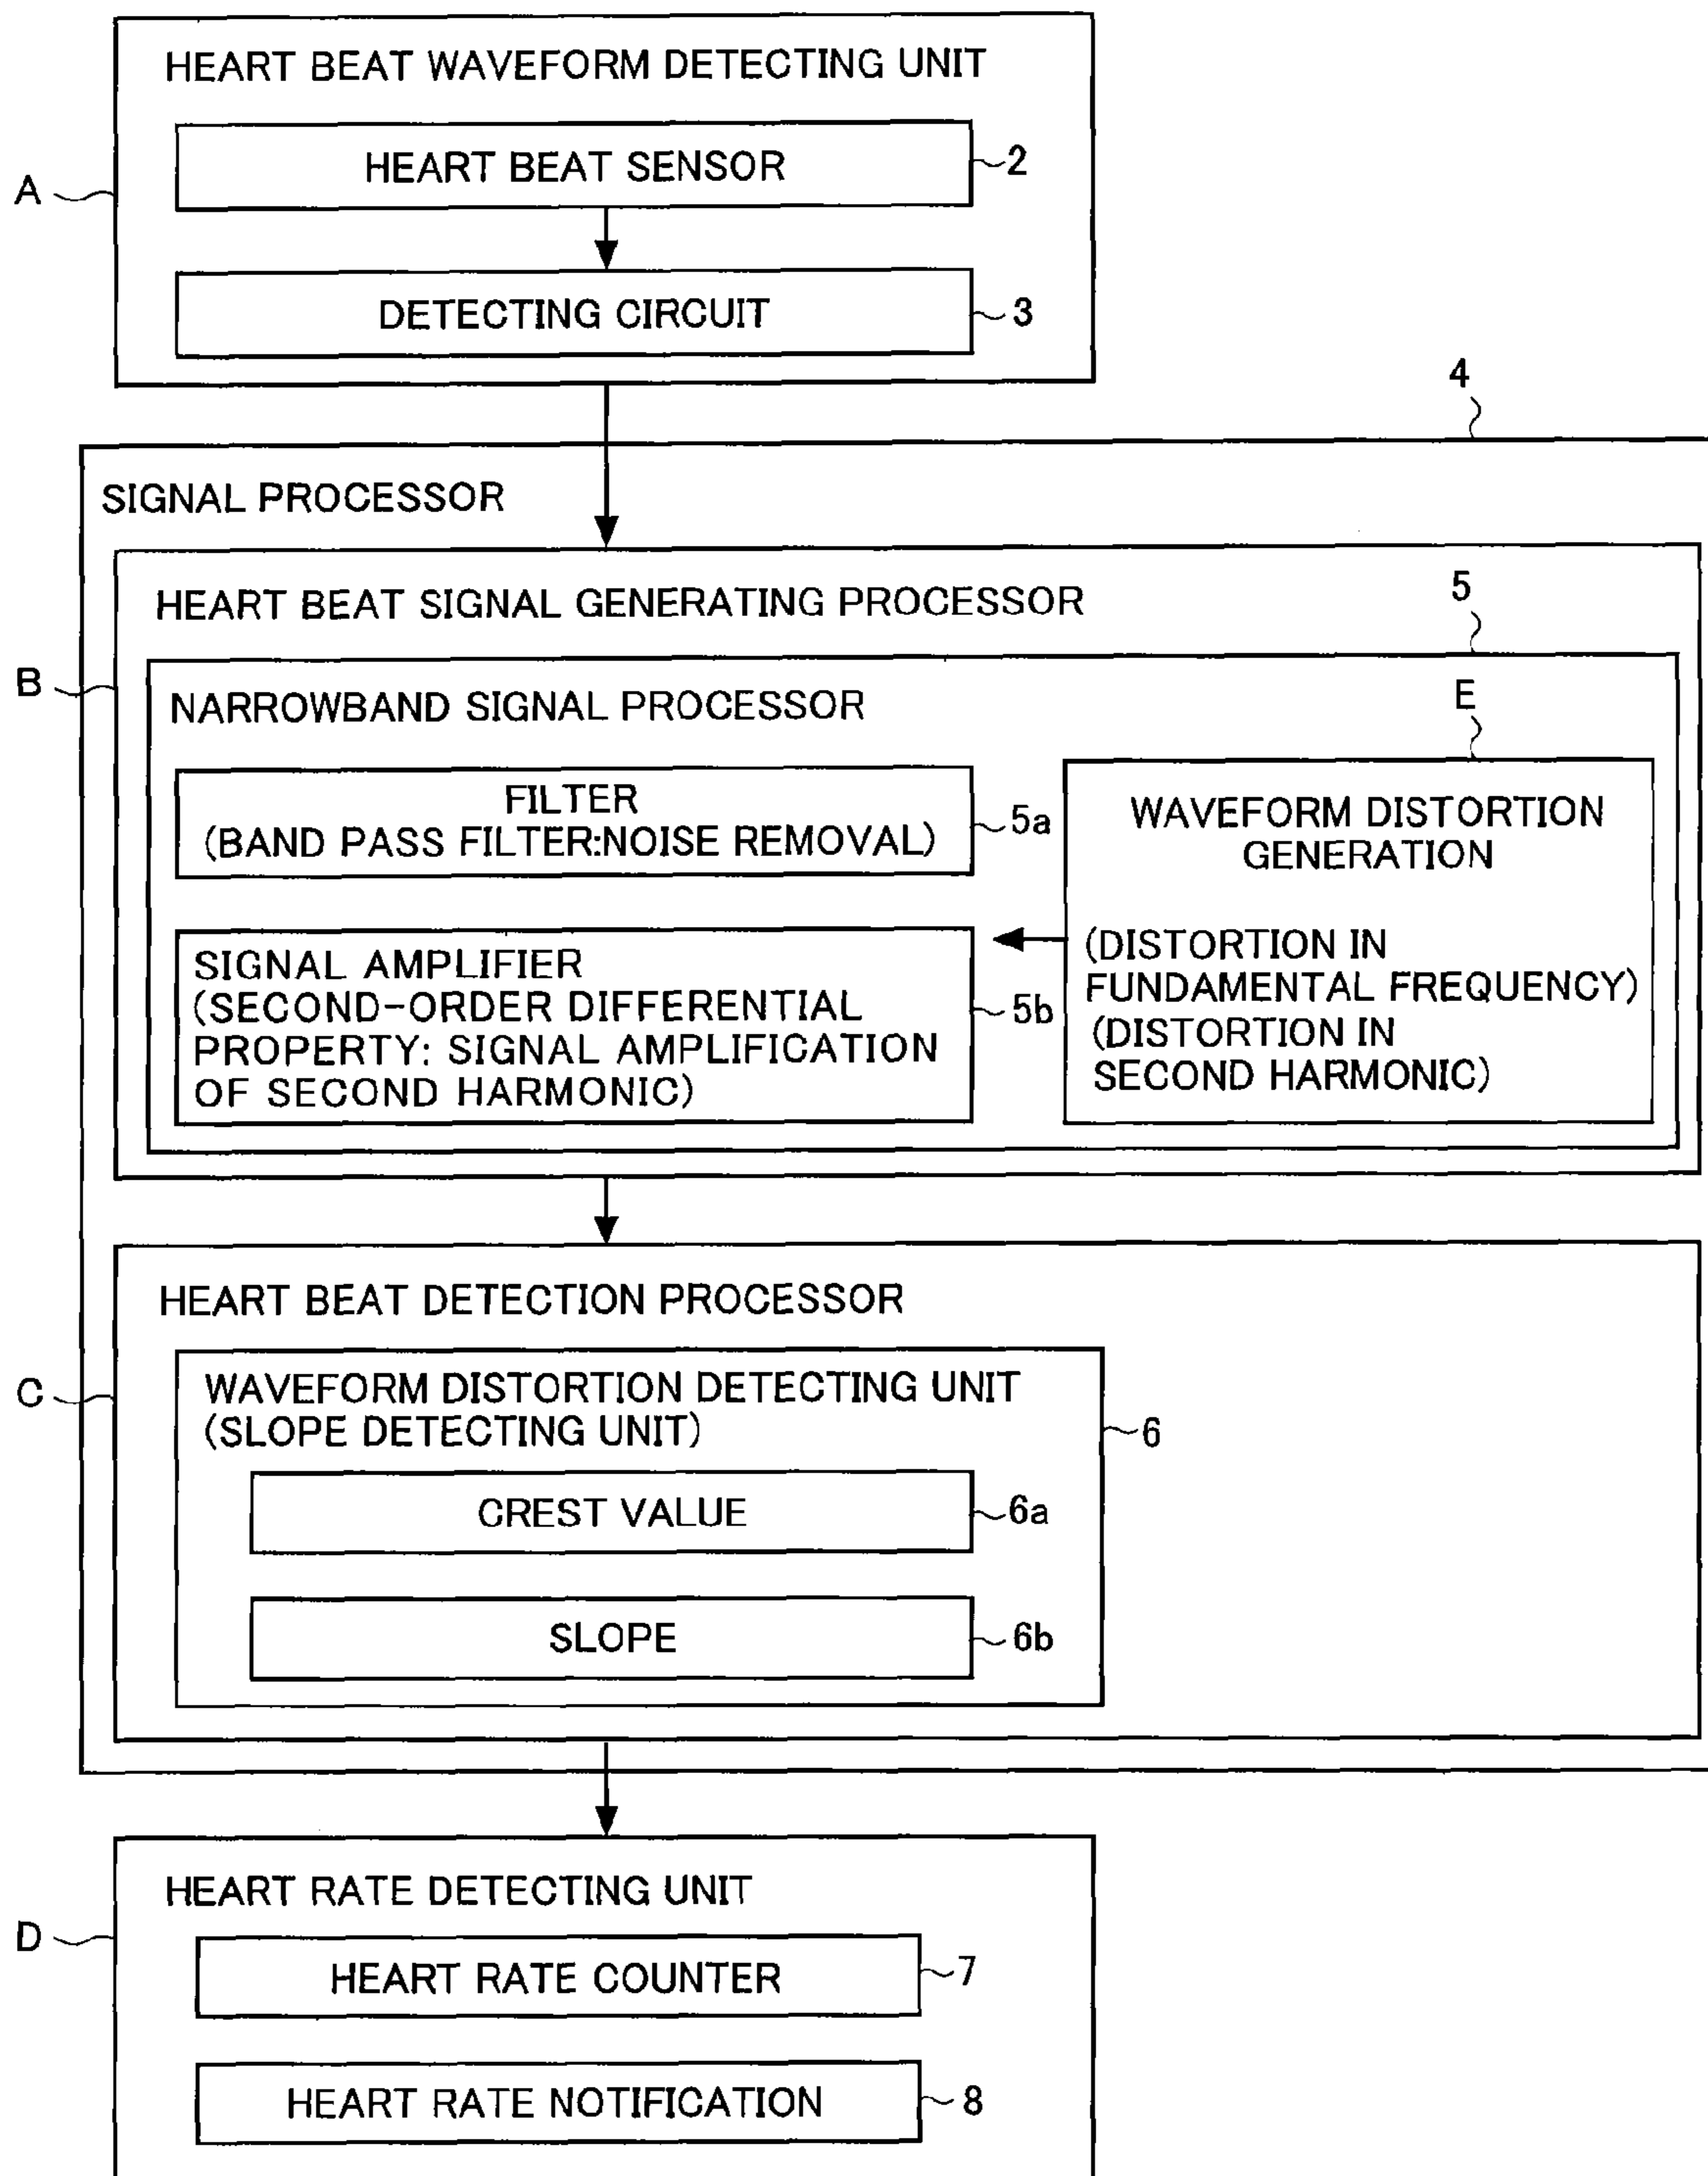 HEART BEAT WAVEFORM DETECTING UNIT
HEART BEAT SENSOR
2
A
DETECTING CIRCUIT
3
4
SIGNAL PROCESSOR
HEART BEAT SIGNAL GENERATING PROCESSOR
5
B
NARROWBAND SIGNAL PROCESSOR
E
FILTER
(BAND PASS FILTER:NOISE REMOVAL)
5a
WAVEFORM DISTORTION
GENERATION
(DISTORTION IN
FUNDAMENTAL FREQUENCY)
(DISTORTION IN
SECOND HARMONIC)
SIGNAL AMPLIFIER
(SECOND-ORDER DIFFERENTIAL
PROPERTY: SIGNAL AMPLIFICATION
OF SECOND HARMONIC)
5b
HEART BEAT DETECTION PROCESSOR
C
WAVEFORM DISTORTION DETECTING UNIT
(SLOPE DETECTING UNIT)
6
CREST VALUE
6a
SLOPE
6b
HEART RATE DETECTING UNIT
D
HEART RATE COUNTER
7
HEART RATE NOTIFICATION
8